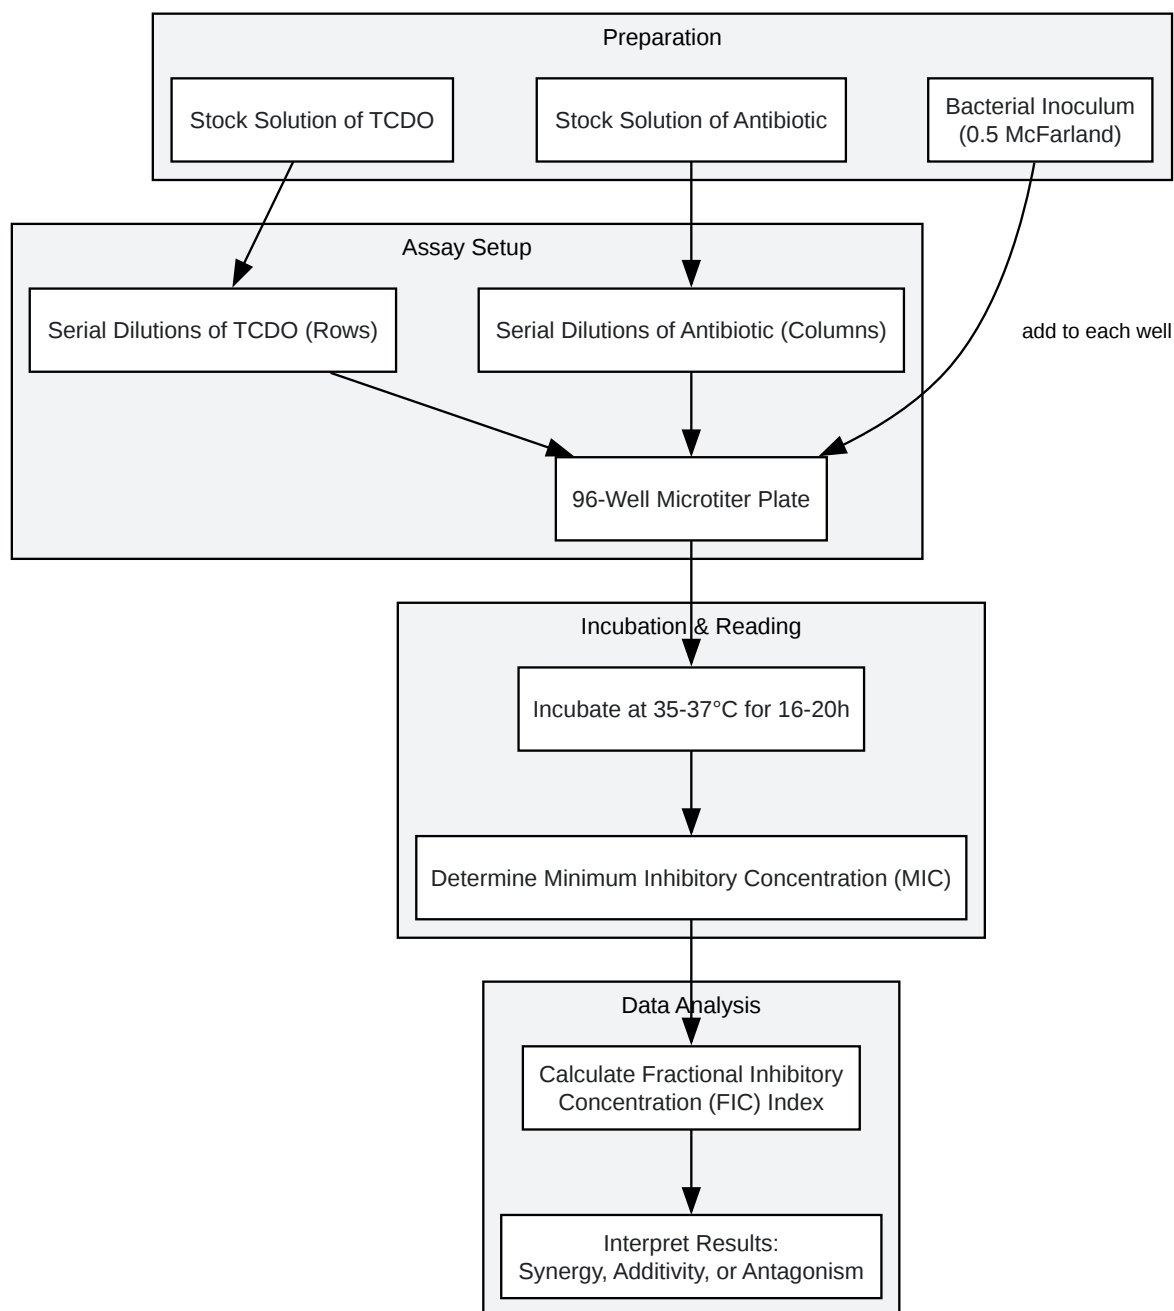 Preparation
Stock Solution of TCDO
Stock Solution of Antibiotic
Bacterial Inoculum
(0.5 McFarland)
Assay Setup
Serial Dilutions of TCDO (Rows)
Serial Dilutions of Antibiotic (Columns)
add to each well
96-Well Microtiter Plate
Incubation & Reading
Incubate at 35-37°C for 16-20h
Determine Minimum Inhibitory Concentration (MIC)
Data Analysis
Calculate Fractional Inhibitory
Concentration (FIC) Index
Interpret Results:
Synergy, Additivity, or Antagonism